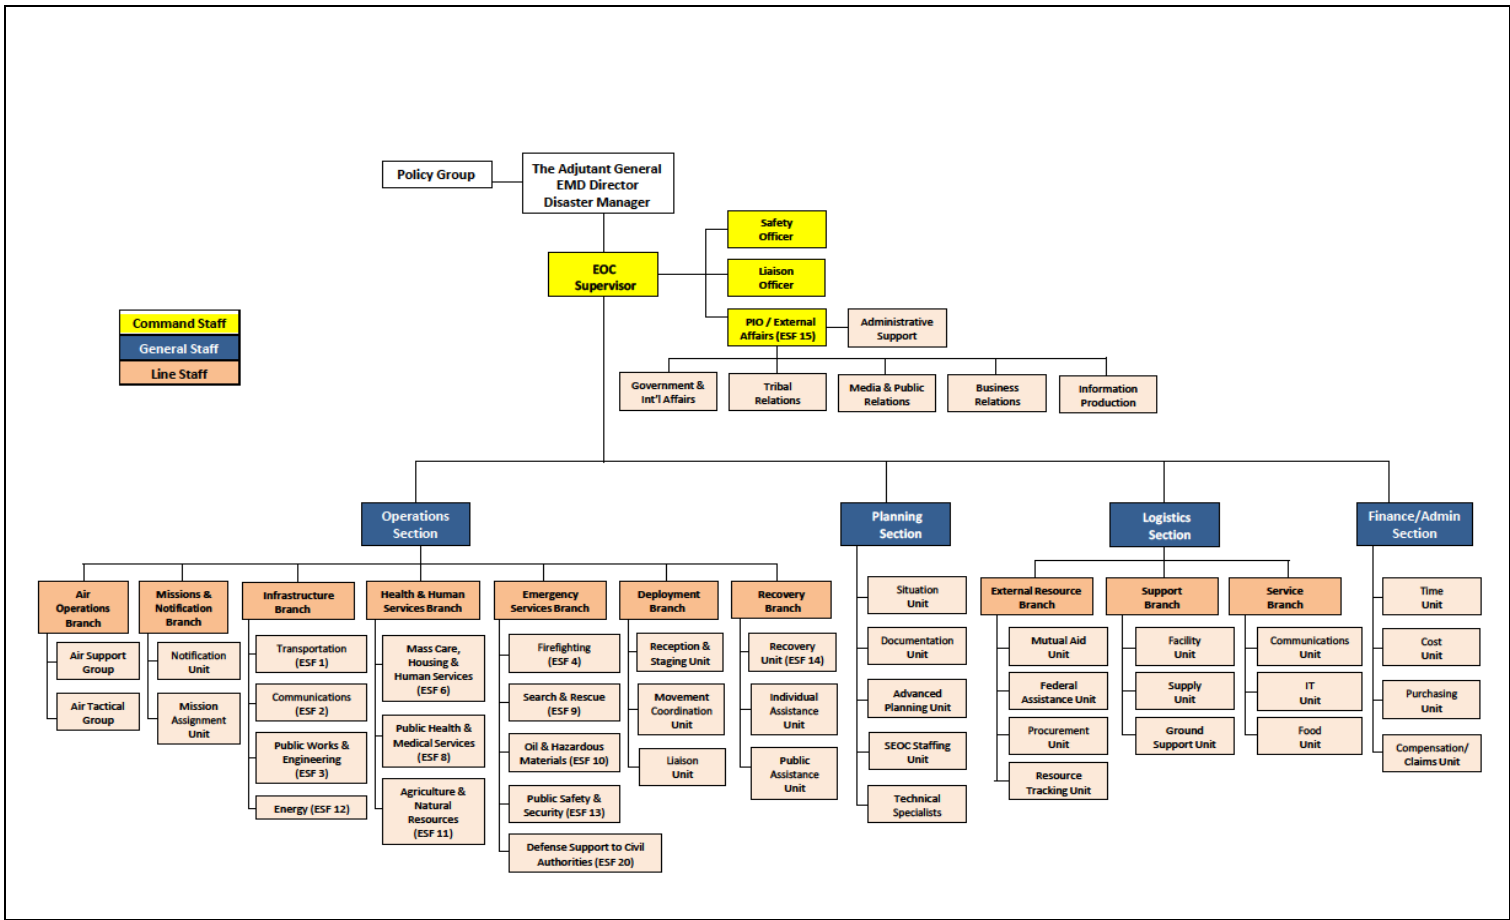 Policy Group
The Adjutant General
EMD Director
Disaster Manager
Safety
Officer
EOC
Supervisor
Liaison
Officer
PIO / External
Affairs (ESF 15)
Administrative
Support
Command Staff
General Staff
Line Staff
Government &
Int'l Affairs
Tribal
Relations
Media & Public
Relations
Business
Relations
Information
Production
Operations
Section
Planning
Section
Logistics
Section
Finance/Admin
Section
Air
Operations
Branch
Missions &
Notification
Branch
Infrastructure
Branch
Health & Human
Services Branch
Emergency
Services Branch
Deployment
Branch
Recovery
Branch
External Resource
Branch
Support
Branch
Service
Branch
Air Support
Group
Air Tactical
Group
Notification
Unit
Mission
Assignment
Unit
Transportation
(ESF 1)
Communications
(ESF 2)
Public Works &
Engineering
(ESF 3)
Energy (ESF 12)
Mass Care,
Housing &
Human Services
(ESF 6)
Public Health &
Medical Services
(ESF 8)
Agriculture &
Natural
Resources
(ESF 11)
Firefighting
(ESF 4)
Search & Rescue
(ESF 9)
Oil & Hazardous
Materials (ESF 10)
Public Safety &
Security (ESF 13)
Defense Support to Civil
Authorities (ESF 20)
Reception &
Staging Unit
Movement
Coordination
Unit
Liaison
Unit
Recovery
Unit (ESF 14)
Individual
Assistance
Unit
Public
Assistance
Unit
Situation
Unit
Documentation
Unit
Advanced
Planning Unit
SEOC Staffing
Unit
Technical
Specialists
Mutual Aid
Unit
Federal
Assistance Unit
Procurement
Unit
Resource
Tracking Unit
Facility
Unit
Supply
Unit
Ground
Support Unit
Communications
Unit
IT
Unit
Food
Unit
Time
Unit
Cost
Unit
Purchasing
Unit
Compensation/
Claims Unit